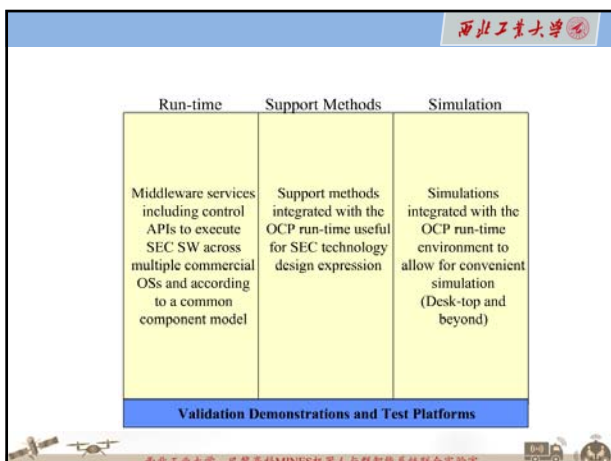 西北工业大学
Run-time
Support Methods
Simulation
Middleware services
including control
APIs to execute
SEC SW across
multiple commercial
OSs and according
to a common
component model
Support methods
integrated with the
OCP run-time useful
for SEC technology
design expression
Simulations
integrated with the
OCP run-time
environment to
allow for convenient
simulation
(Desk-top and
beyond)
Validation Demonstrations and Test Platforms